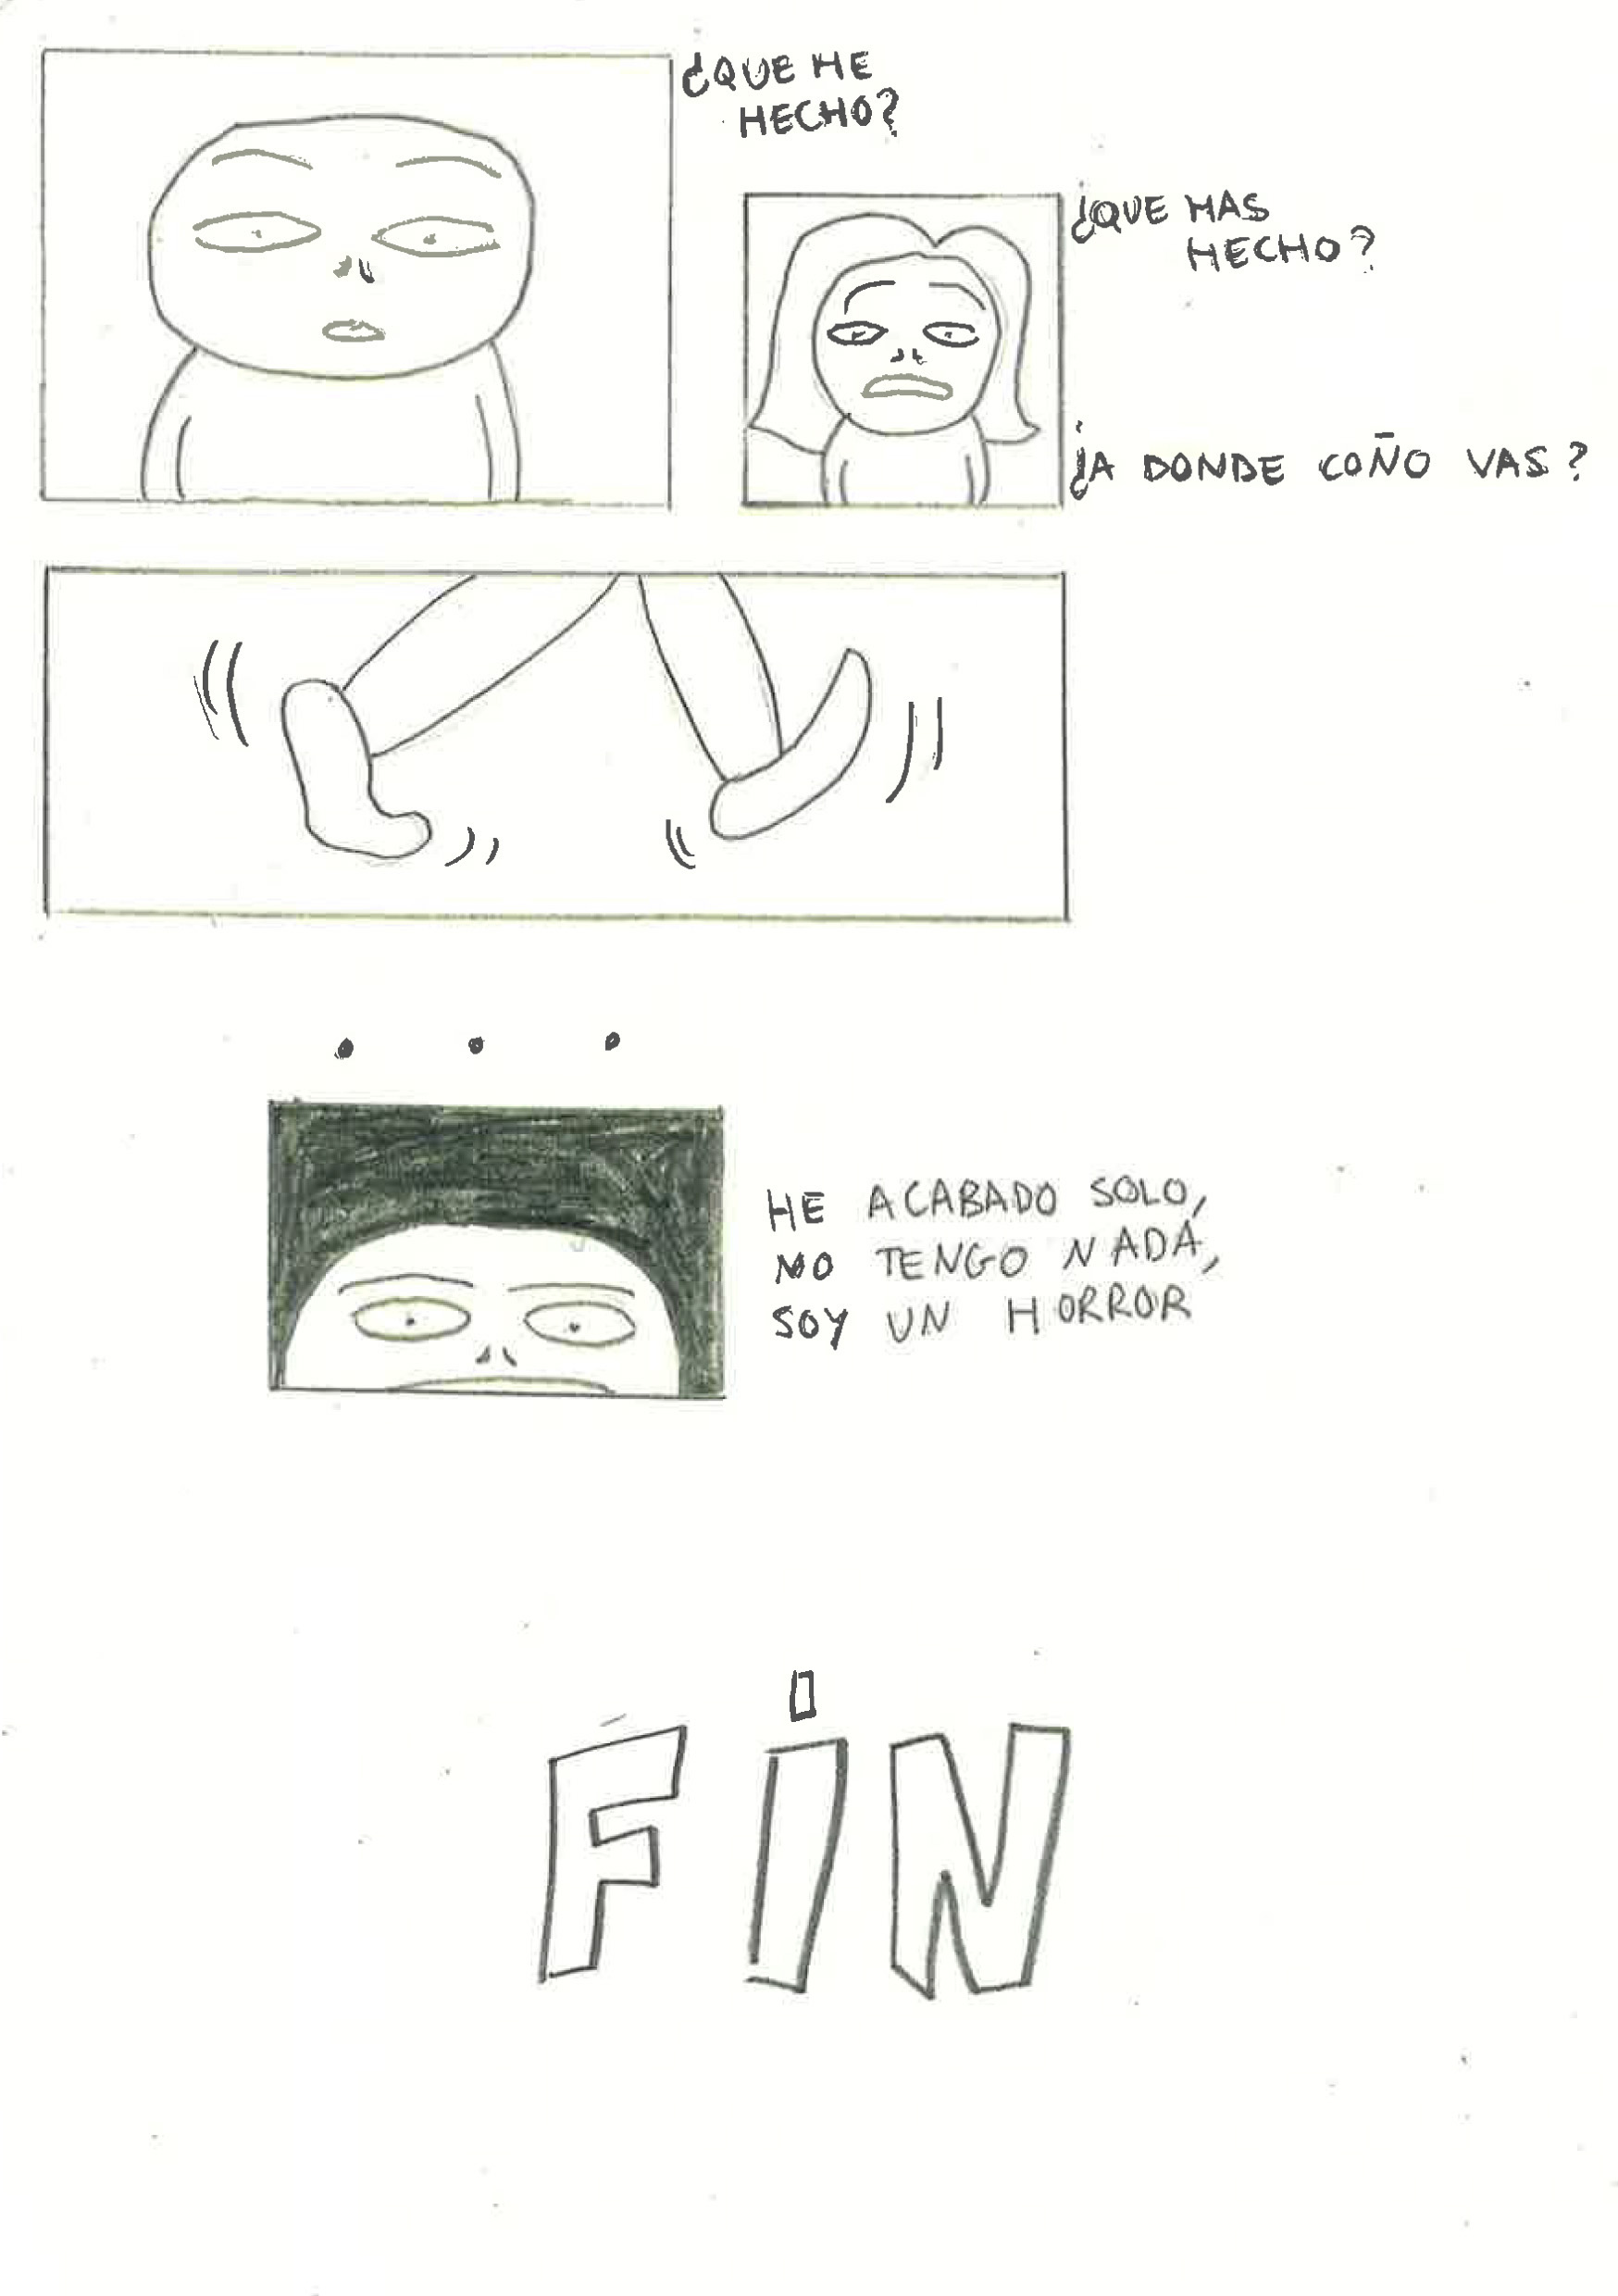 ¿QUE HE
HECHO?
¿QUE HAS
HECHO?
¿A DONDE COÑO VAS?
...
HE ACABADO SOLO,
NO TENGO NADA,
SOY UN HORROR
FIN